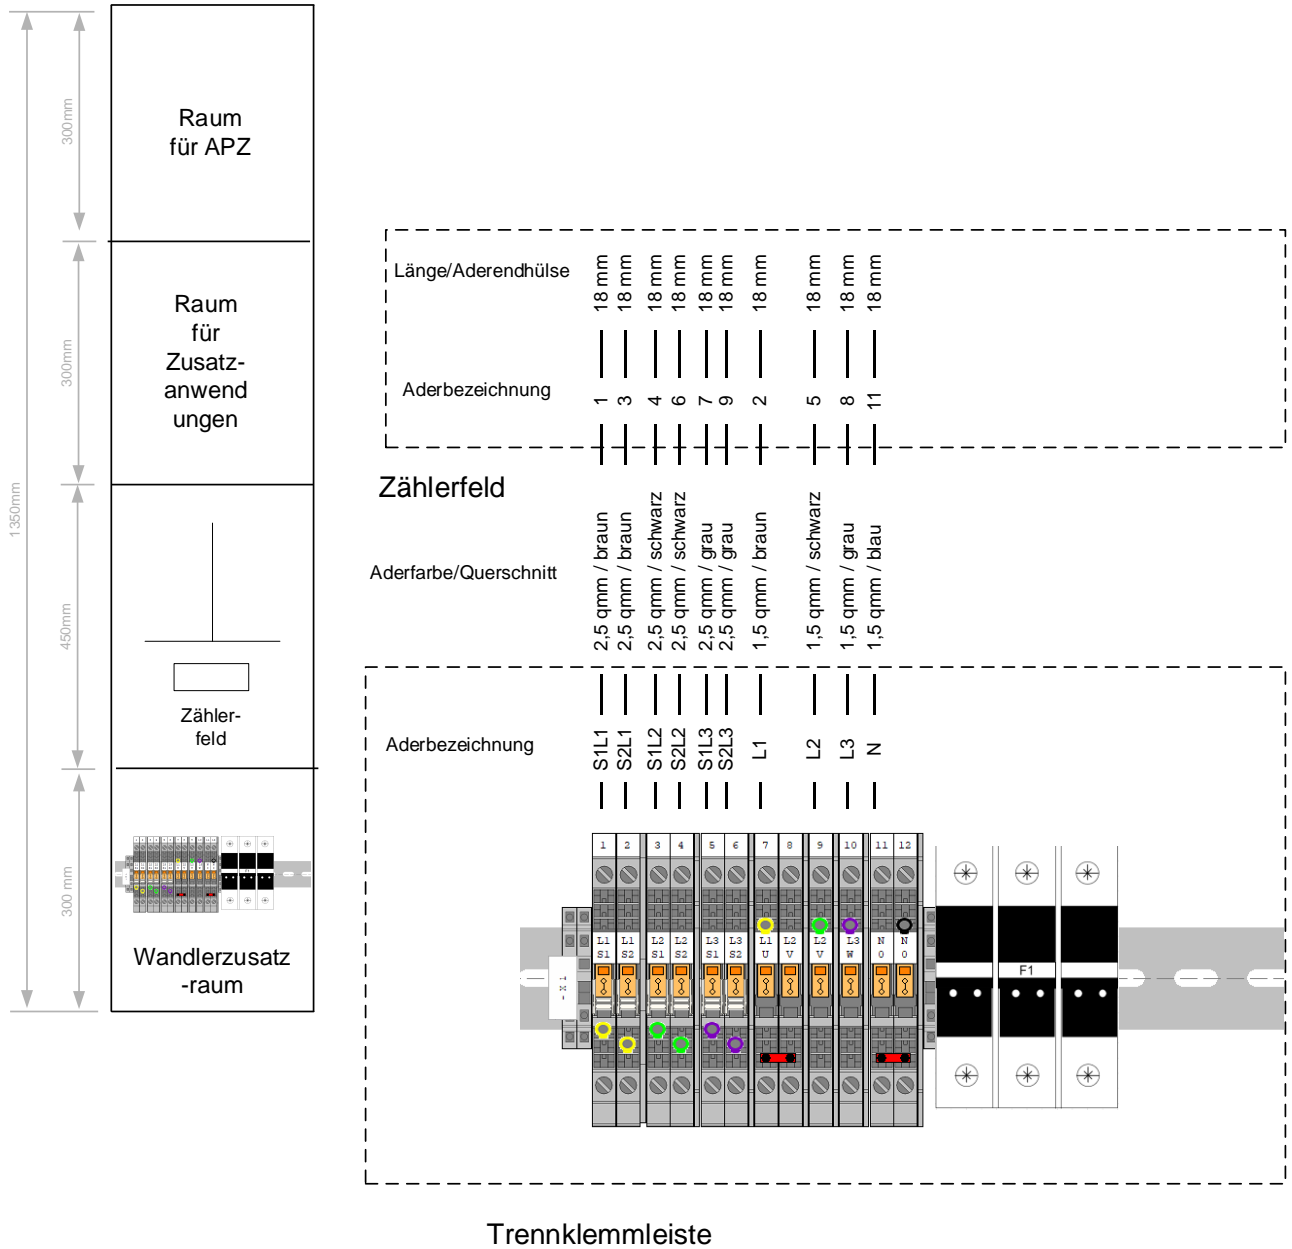 1350mm
300mm
Raum
für APZ
300mm
Raum
für
Zusatz-
anwend
ungen
450mm
Zähler-
feld
300 mm
Wandlerzusatz
-raum
Länge/Aderendhülse
18 mm 18 mm 18 mm 18 mm 18 mm 18 mm 18 mm 18 mm 18 mm 18 mm
Aderbezeichnung
1 3 4 6 7 9 2 5 8 11
Zählerfeld
Aderfarbe/Querschnitt
2,5 qmm / braun
2,5 qmm / braun
2,5 qmm / schwarz
2,5 qmm / schwarz
2,5 qmm / grau
2,5 qmm / grau
1,5 qmm / braun
1,5 qmm / schwarz
1,5 qmm / grau
1,5 qmm / blau
Aderbezeichnung
S1L1 S2L1 S1L2 S2L2 S1L3 S2L3 L1 L2 L3 N
1 2 3 4 5 6 7 8 9 10 11 12
L1 L1 L2 L2 L3 L3 L1 L2 L2 L3 N N
S1 S2 S1 S2 S1 S2 U V V W 0 0
-X1
F1
Trennklemmleiste